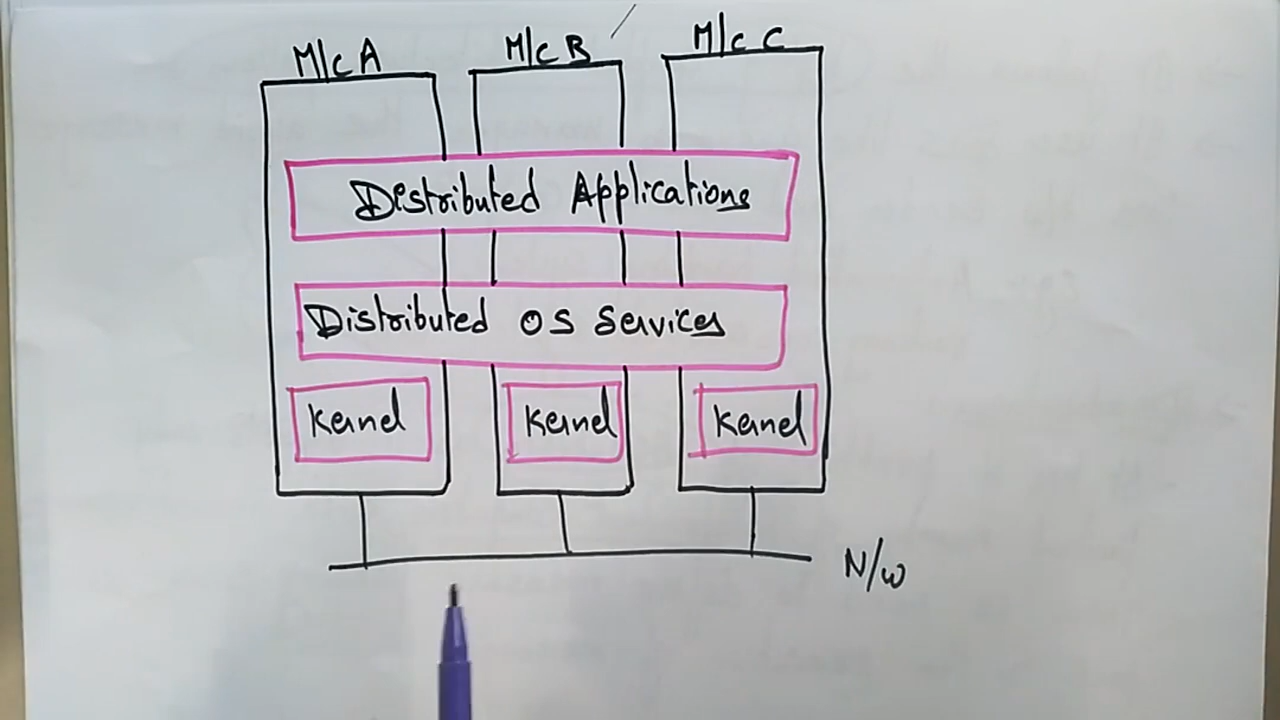 M/c A M/c B M/c C
Distributed Applications
Distributed OS Services
Kernel Kernel Kernel
N/w